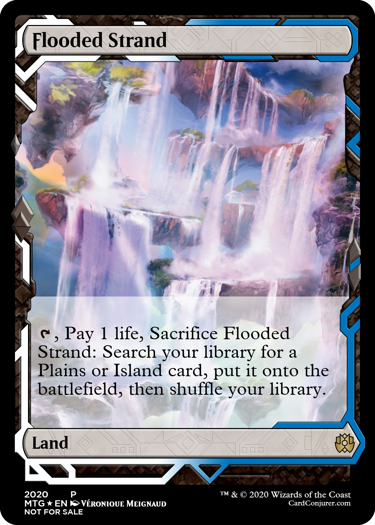 Flooded Strand
, Pay 1 life, Sacrifice Flooded
Strand: Search your library for a
Plains or Island card, put it onto the
battlefield, then shuffle your library.
Land
2020 P
MTG ★ EN Véronique Meignaud
NOT FOR SALE
™ & © 2020 Wizards of the Coast
CardConjurer.com